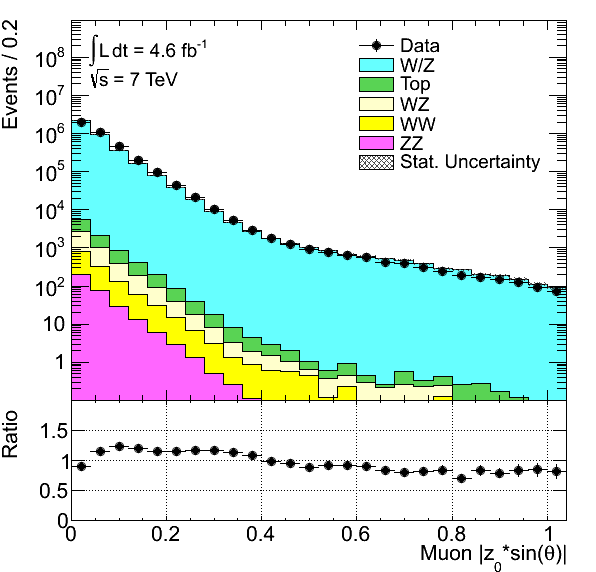 Events / 0.2
10⁸
10⁷
10⁶
10⁵
10⁴
10³
10²
10
1
∫L dt = 4.6 fb⁻¹
√s = 7 TeV
Data
W/Z
Top
WZ
WW
ZZ
Stat. Uncertainty
Ratio
1.5
1
0.5
0
0 0.2 0.4 0.6 0.8 1
Muon |z₀*sin(θ)|